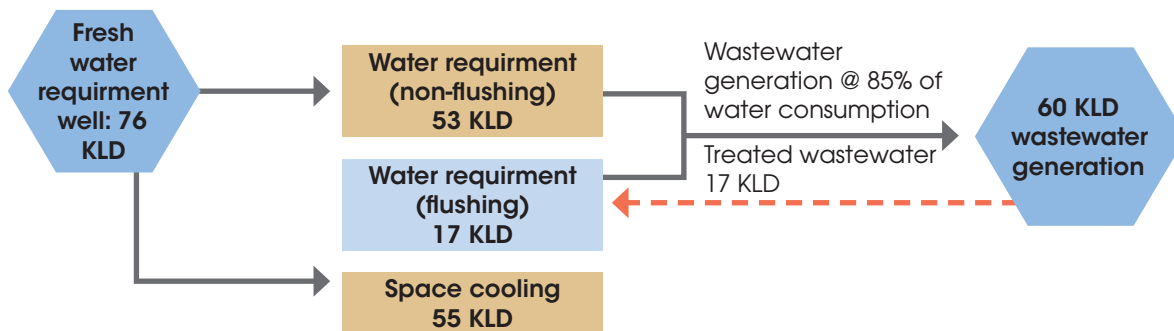 Fresh
water
requirment
well: 76
KLD
Water requirment
(non-flushing)
53 KLD
Water requirment
(flushing)
17 KLD
Space cooling
55 KLD
Wastewater
generation @ 85% of
water consumption
Treated wastewater
17 KLD
60 KLD
wastewater
generation